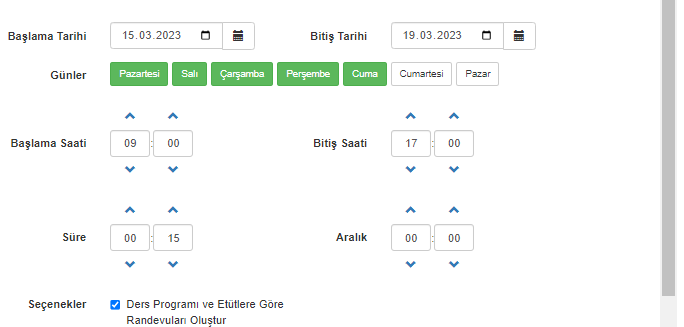 Başlama Tarihi 15.03.2023 Bitiş Tarihi 19.03.2023
Günler Pazartesi Salı Çarşamba Perşembe Cuma Cumartesi Pazar
Başlama Saati 09 : 00 Bitiş Saati 17 : 00
Süre 00 : 15 Aralık 00 : 00
Seçenekler Ders Programı ve Etütlere Göre
Randevuları Oluştur